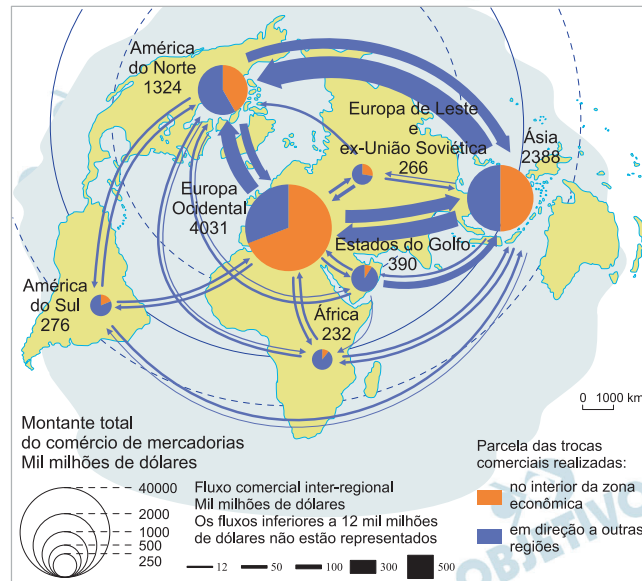 América
do Norte
1324
Europa de Leste
e
ex-União Soviética
266
Ásia
2388
Europa
Ocidental
4031
Estados do Golfo
390
América
do Sul
276
África
232
0 1000 km
Montante total
do comércio de mercadorias
Mil milhões de dólares
40000
2000
1000
500
250
Fluxo comercial inter-regional
Mil milhões de dólares
Os fluxos inferiores a 12 mil milhões
de dólares não estão representados
12 50 100 300 500
Parcela das trocas
comerciais realizadas:
no interior da zona
econômica
em direção a outras
regiões
OBJETIVO